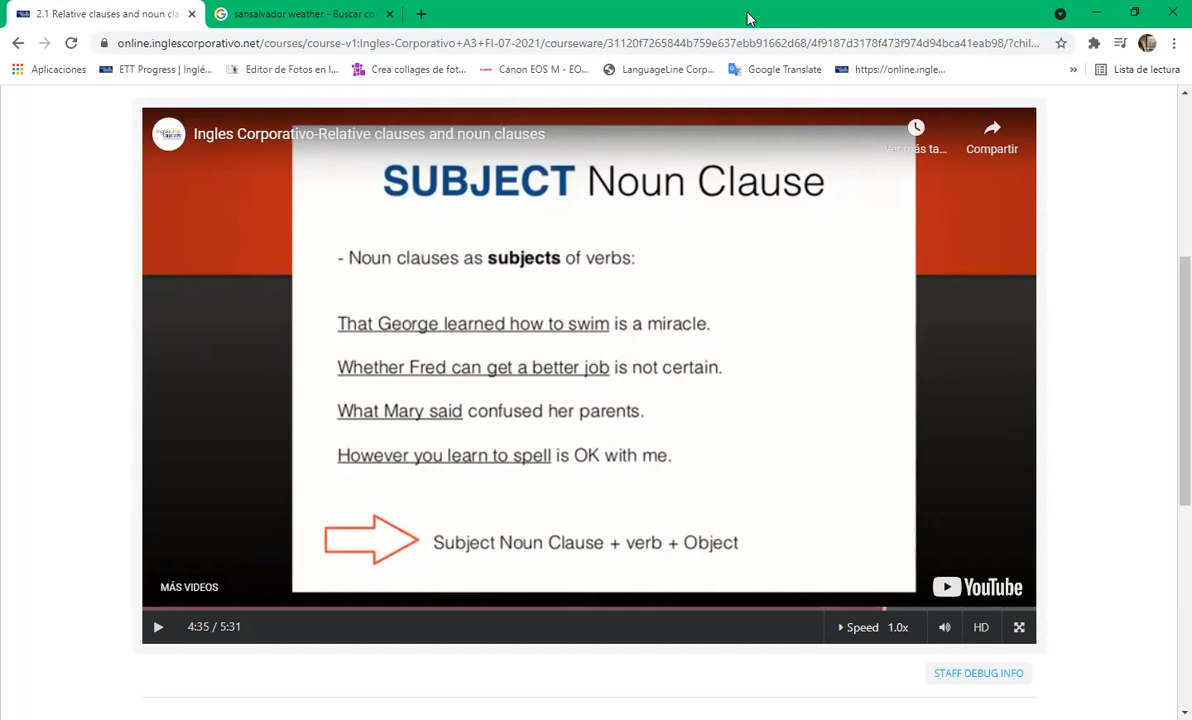 2.1 Relative clauses and noun cla
sansalvador weather - Buscar co
online.inglescorporativo.net/courses/course-v1:Ingles-Corporativo+A3+FI-07-2021/courseware/31120f7265844b759e637ebb91662d68/4f9187d3178f473f974d94bca41eab98/?chil...
Aplicaciones
ETT Progress | Inglé...
Editor de Fotos en l...
Crea collages de fot...
Canon EOS M - EO...
LanguageLine Corp...
Google Translate
https://online.ingle...
»
Lista de lectura
Ingles Corporativo-Relative clauses and noun clauses
Ver más ta...
Compartir
SUBJECT Noun Clause
- Noun clauses as subjects of verbs:
That George learned how to swim is a miracle.
Whether Fred can get a better job is not certain.
What Mary said confused her parents.
However you learn to spell is OK with me.
Subject Noun Clause + verb + Object
MÁS VIDEOS
YouTube
4:35 / 5:31
Speed 1.0x
HD
STAFF DEBUG INFO